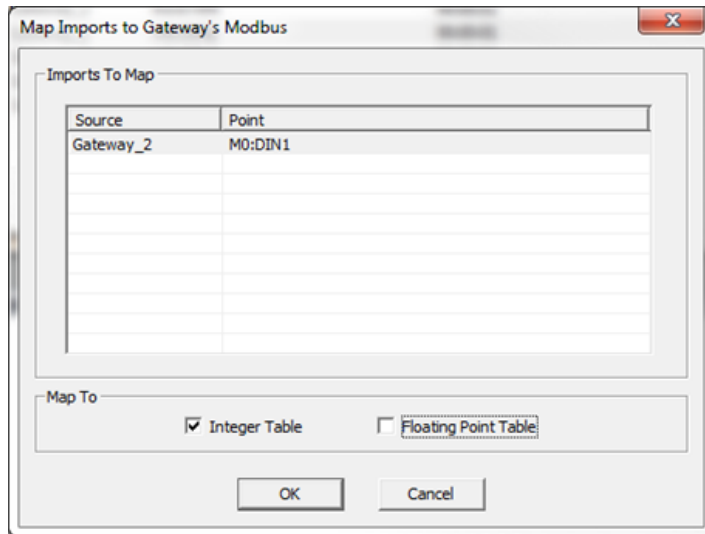 Map Imports to Gateway's Modbus
Imports To Map
Source Point
Gateway_2 M0:DIN1
Map To
Integer Table Floating Point Table
OK Cancel